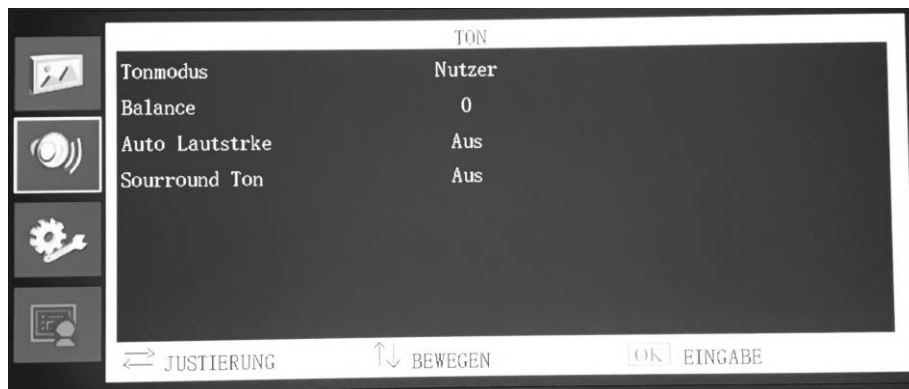 TON
Tonmodus Nutzer
Balance 0
Auto Lautstrke Aus
Sourround Ton Aus
JUSTIERUNG BEWEGEN OK EINGABE